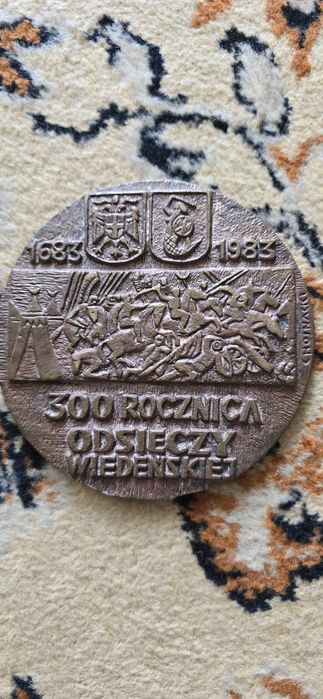 1683 1983
300 ROCZNICA
ODSIECZY
WIEDEŃSKIEJ